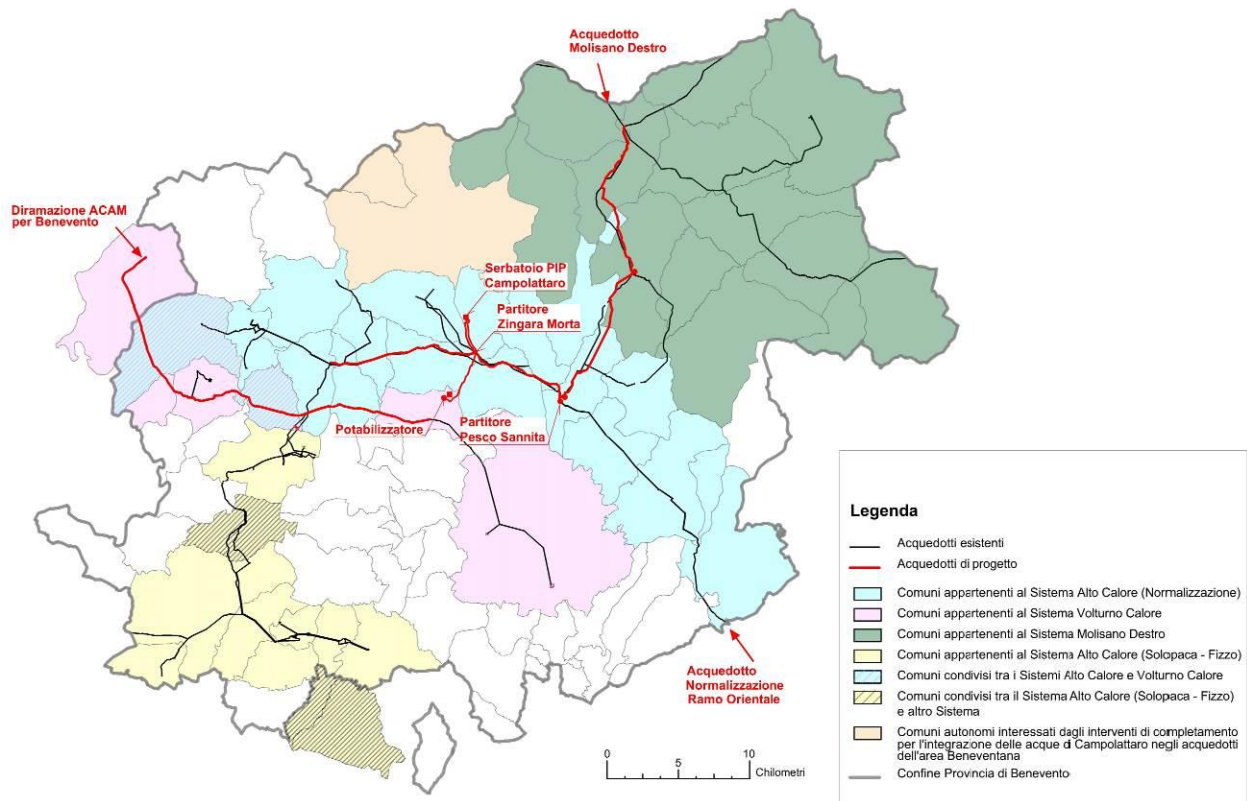 Acquedotto
Molisano Destro
Diramazione ACAM
per Benevento
Serbatoio PIP
Campolattaro
Partitore
Zingara Morta
Potabilizzatore
Partitore
Pesco Sannita
Acquedotto
Normalizzazione
Ramo Orientale
0 5 10
Chilometri
Legenda
Acquedotti esistenti
Acquedotti di progetto
Comuni appartenenti al Sistema Alto Calore (Normalizzazione)
Comuni appartenenti al Sistema Volturno Calore
Comuni appartenenti al Sistema Molisano Destro
Comuni appartenenti al Sistema Alto Calore (Solopaca - Fizzo)
Comuni condivisi tra i Sistemi Alto Calore e Volturno Calore
Comuni condivisi tra il Sistema Alto Calore (Solopaca - Fizzo)
e altro Sistema
Comuni autonomi interessati dagli interventi di completamento
per l'integrazione delle acque di Campolattaro negli acquedotti
dell'area Beneventana
Confine Provincia di Benevento